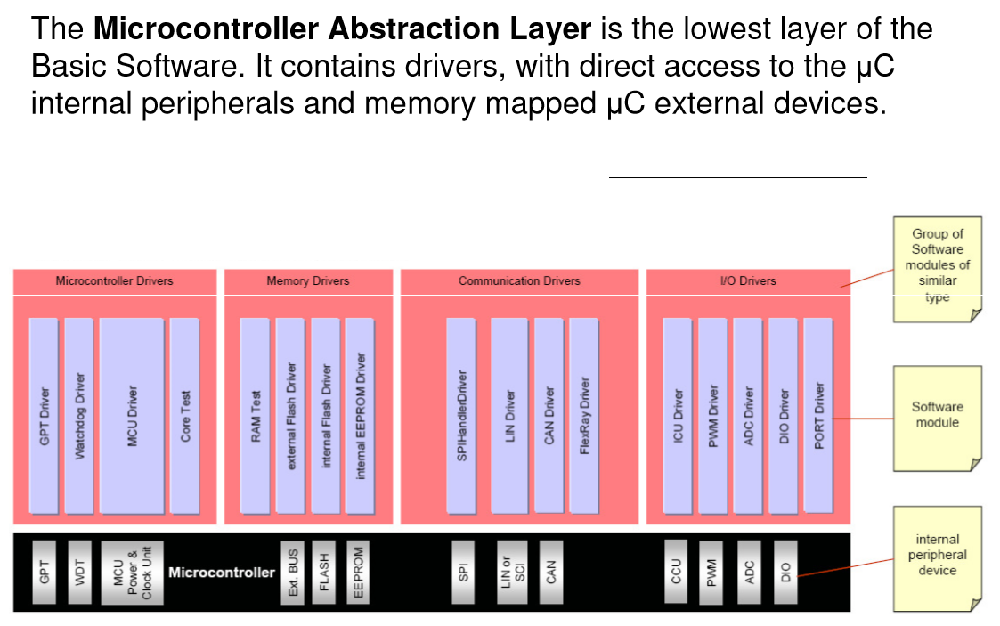 The Microcontroller Abstraction Layer is the lowest layer of the
Basic Software. It contains drivers, with direct access to the µC
internal peripherals and memory mapped µC external devices.
Group of
Software
modules of
similar
type
Microcontroller Drivers
Memory Drivers
Communication Drivers
I/O Drivers
GPT Driver
Watchdog Driver
MCU Driver
Core Test
RAM Test
external Flash Driver
internal Flash Driver
internal EEPROM Driver
SPIHandlerDriver
LIN Driver
CAN Driver
FlexRay Driver
ICU Driver
PWM Driver
ADC Driver
DIO Driver
PORT Driver
Software
module
GPT
WDT
MCU
Power &
Clock Unit
Microcontroller
Ext. BUS
FLASH
EEPROM
SPI
LIN or
SCI
CAN
CCU
PWM
ADC
DIO
internal
peripheral
device